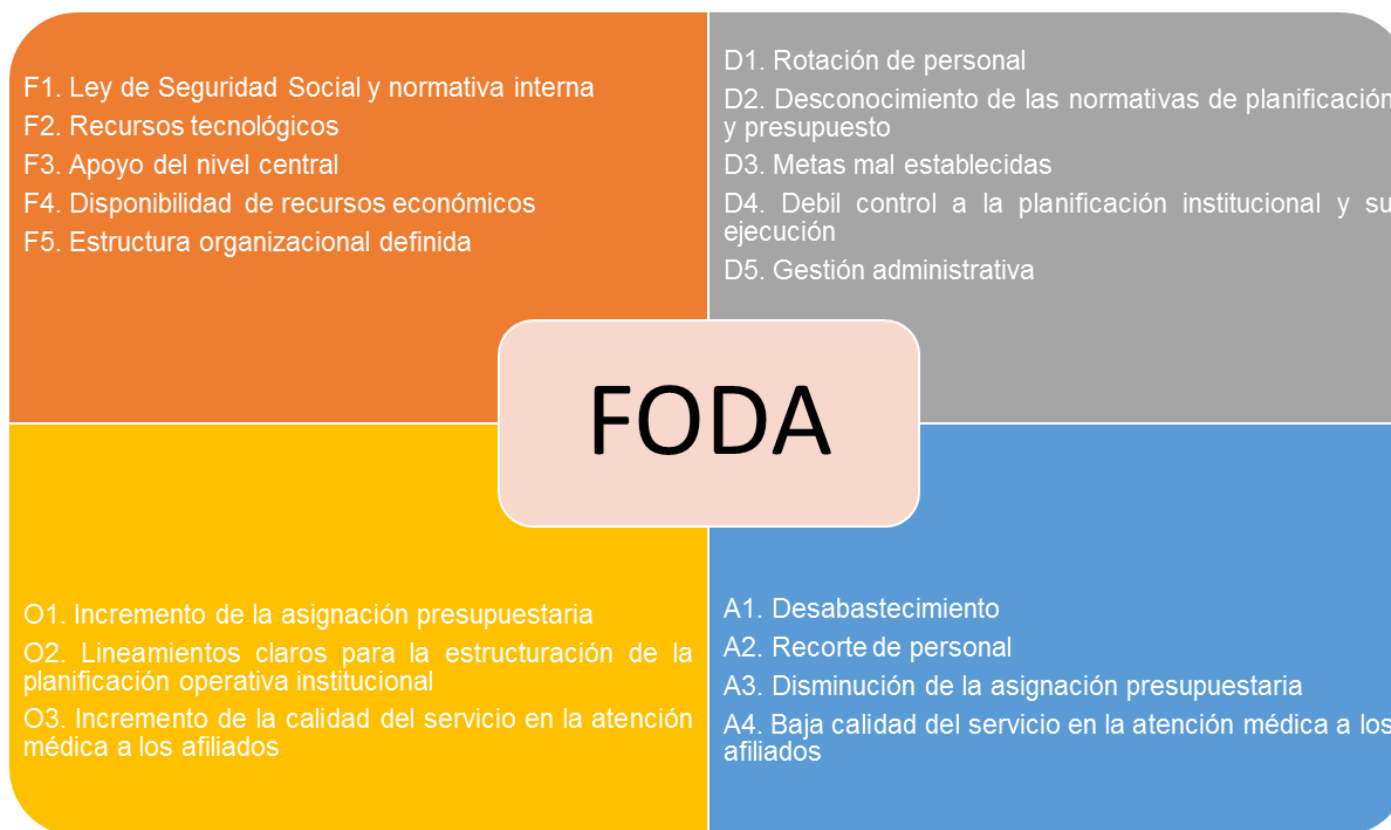 F1. Ley de Seguridad Social y normativa interna
F2. Recursos tecnológicos
F3. Apoyo del nivel central
F4. Disponibilidad de recursos económicos
F5. Estructura organizacional definida
D1. Rotación de personal
D2. Desconocimiento de las normativas de planificación
y presupuesto
D3. Metas mal establecidas
D4. Debil control a la planificación institucional y su
ejecución
D5. Gestión administrativa
FODA
O1. Incremento de la asignación presupuestaria
O2. Lineamientos claros para la estructuración de la
planificación operativa institucional
O3. Incremento de la calidad del servicio en la atención
médica a los afiliados
A1. Desabastecimiento
A2. Recorte de personal
A3. Disminución de la asignación presupuestaria
A4. Baja calidad del servicio en la atención médica a los
afiliados